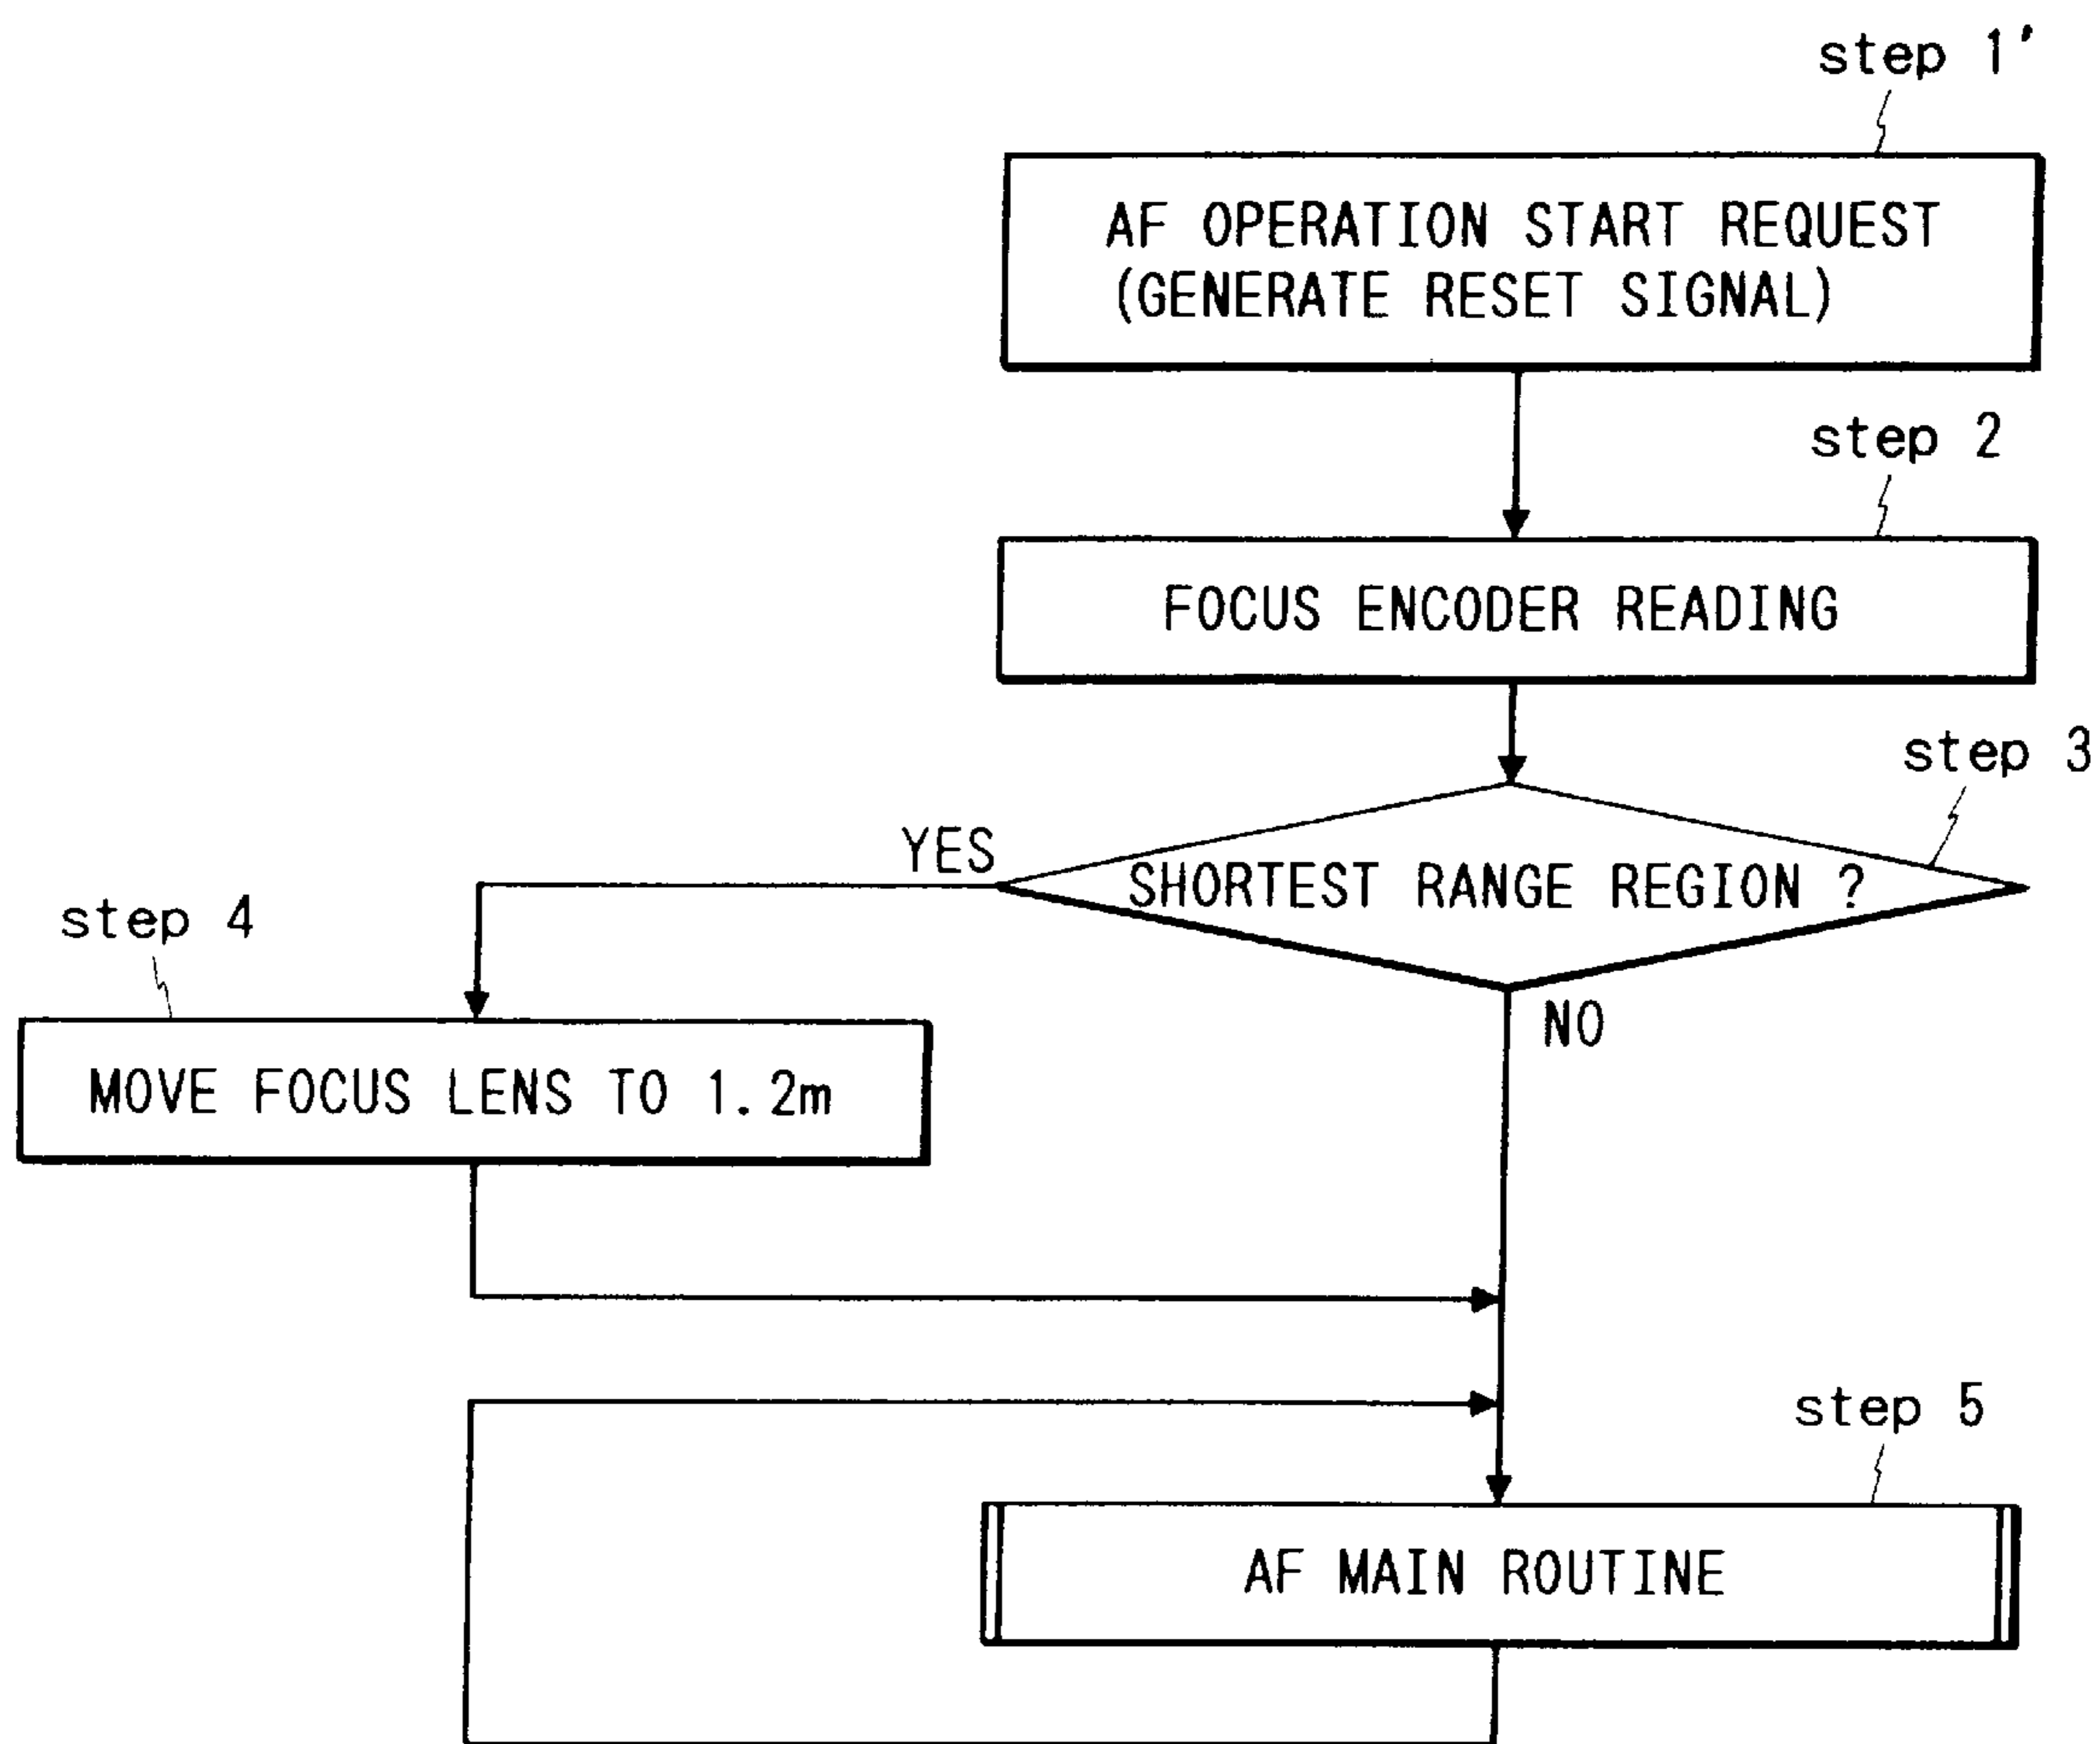 step 1'
AF OPERATION START REQUEST
(GENERATE RESET SIGNAL)
step 2
FOCUS ENCODER READING
step 3
YES
SHORTEST RANGE REGION ?
step 4
NO
MOVE FOCUS LENS TO 1.2m
step 5
AF MAIN ROUTINE